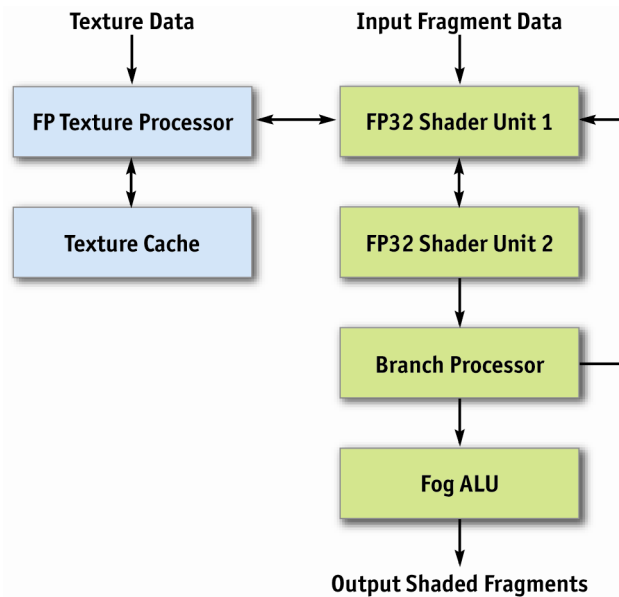 Texture Data
Input Fragment Data
FP Texture Processor
FP32 Shader Unit 1
Texture Cache
FP32 Shader Unit 2
Branch Processor
Fog ALU
Output Shaded Fragments